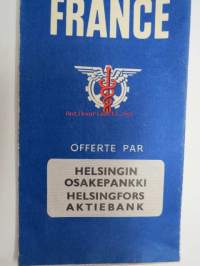 FRANCE
OFFERTE PAR
HELSINGIN
OSAKEPANKKI
HELSINGFORS
AKTIEBANK